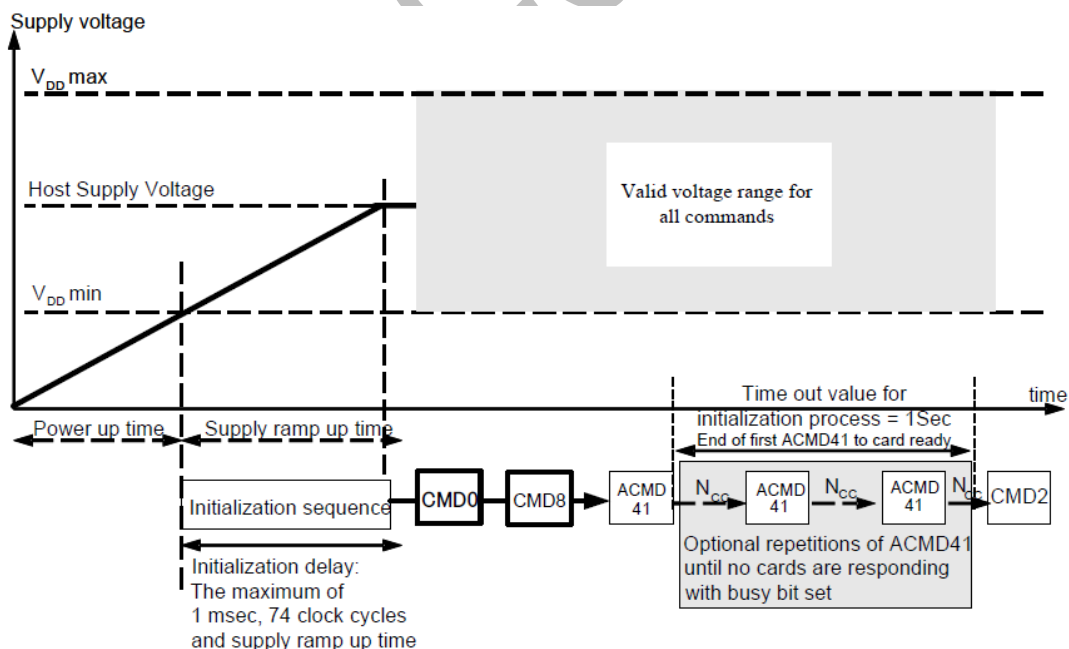 Supply voltage
V_DD max
Host Supply Voltage
Valid voltage range for
all commands
V_DD min
Time out value for
time
initialization process = 1Sec
End of first ACMD41 to card ready
Power up time
Supply ramp up time
Initialization sequence
CMD0
CMD8
ACMD
41
N_CC
ACMD
41
N_CC
ACMD
41
N_CC
CMD2
Optional repetitions of ACMD41
until no cards are responding
with busy bit set
Initialization delay:
The maximum of
1 msec, 74 clock cycles
and supply ramp up time